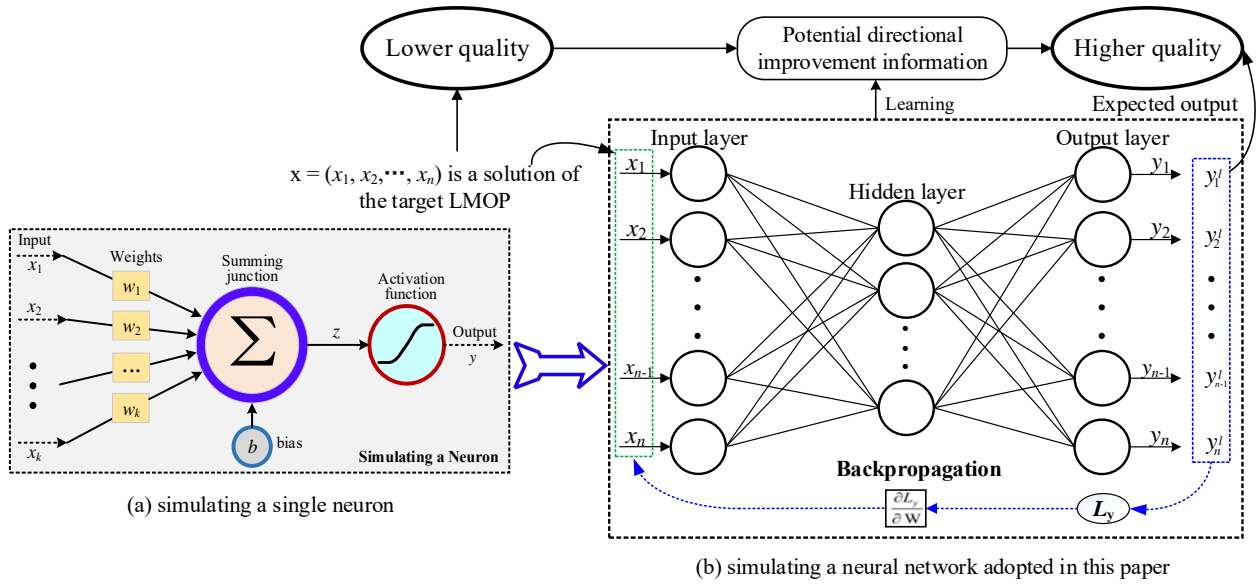 Lower quality
Potential directional
improvement information
Higher quality
Learning
Expected output
x = (x₁, x₂,···, xₙ) is a solution of
the target LMOP
Input
x₁
x₂
xₖ
Weights
w₁
w₂
...
wₖ
Summing
junction
Σ
b
bias
z
Activation
function
Output
y
Simulating a Neuron
(a) simulating a single neuron
Input layer
Hidden layer
Output layer
x₁
x₂
xₙ₋₁
xₙ
y₁
y₂
yₙ₋₁
yₙ
y₁ˡ
y₂ˡ
yₙ₋₁ˡ
yₙˡ
Backpropagation
∂L_y
∂W
L_y
(b) simulating a neural network adopted in this paper